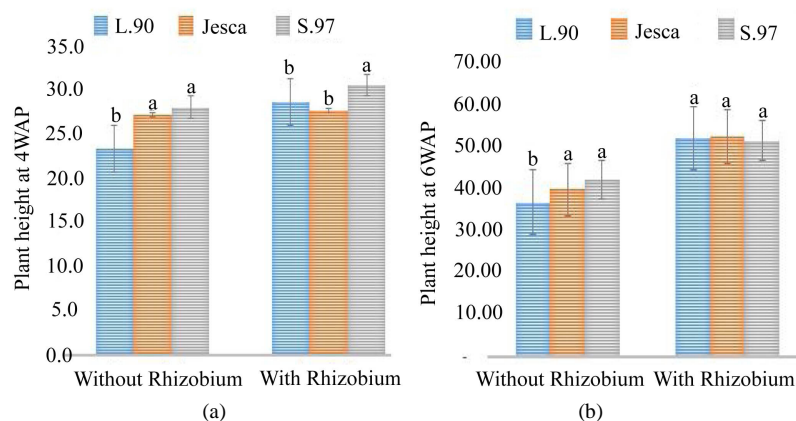 L.90 Jesca S.97
35.0
30.0
25.0
20.0
15.0
10.0
5.0
0.0
Plant height at 4WAP
b a a b b a
Without Rhizobium With Rhizobium
(a)
L.90 Jesca S.97
70.00
60.00
50.00
40.00
30.00
20.00
10.00
-
Plant height at 6WAP
b a a a a a
Without Rhizobium With Rhizobium
(b)